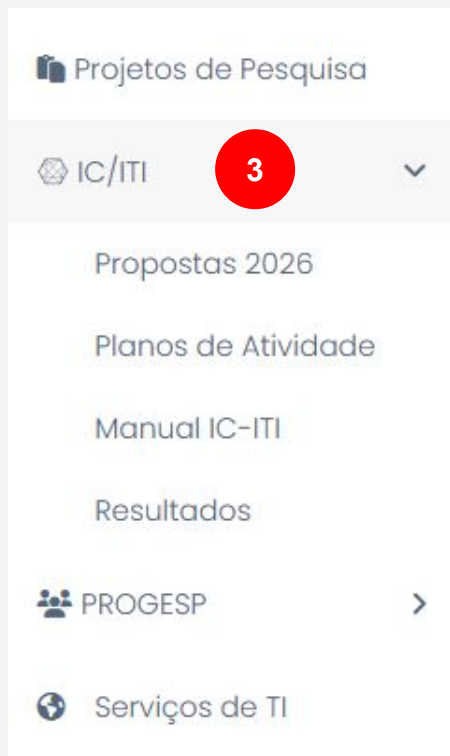 Projetos de Pesquisa
IC/ITI 3
Propostas 2026
Planos de Atividade
Manual IC-ITI
Resultados
PROGESP
Serviços de TI